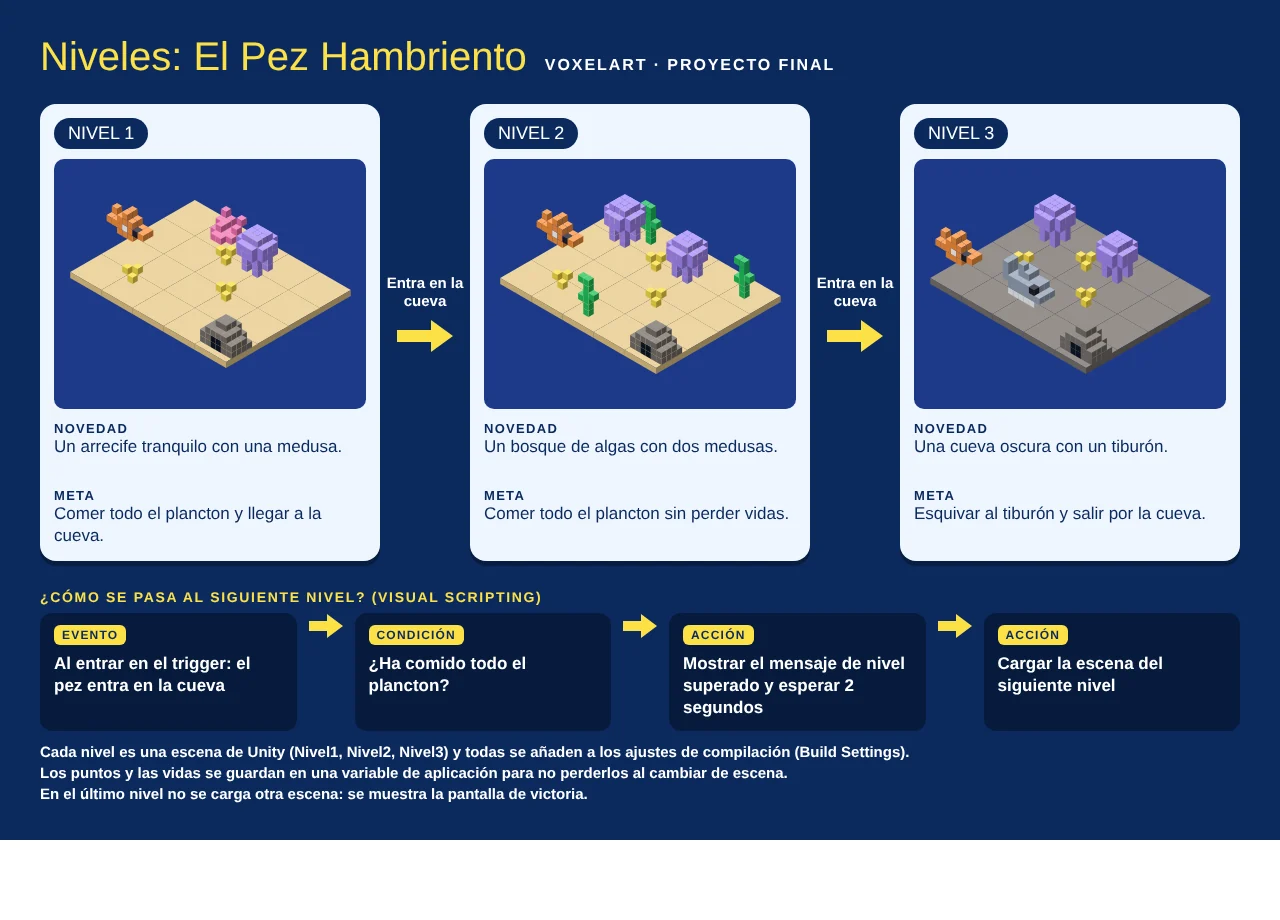 Niveles: El Pez Hambriento VOXELART · PROYECTO FINAL
NIVEL 1
NOVEDAD
Un arrecife tranquilo con una medusa.
META
Comer todo el plancton y llegar a la
cueva.
Entra en la
cueva
NIVEL 2
NOVEDAD
Un bosque de algas con dos medusas.
META
Comer todo el plancton sin perder vidas.
Entra en la
cueva
NIVEL 3
NOVEDAD
Una cueva oscura con un tiburón.
META
Esquivar al tiburón y salir por la cueva.
¿CÓMO SE PASA AL SIGUIENTE NIVEL? (VISUAL SCRIPTING)
EVENTO
Al entrar en el trigger: el
pez entra en la cueva
CONDICIÓN
¿Ha comido todo el
plancton?
ACCIÓN
Mostrar el mensaje de nivel
superado y esperar 2
segundos
ACCIÓN
Cargar la escena del
siguiente nivel
Cada nivel es una escena de Unity (Nivel1, Nivel2, Nivel3) y todas se añaden a los ajustes de compilación (Build Settings).
Los puntos y las vidas se guardan en una variable de aplicación para no perderlos al cambiar de escena.
En el último nivel no se carga otra escena: se muestra la pantalla de victoria.